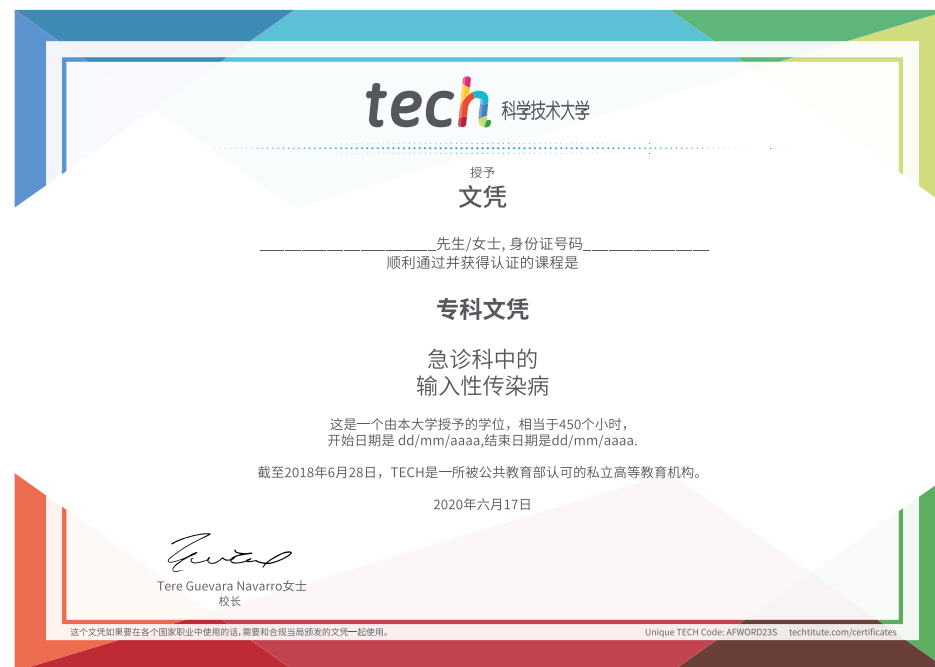 tech 科学技术大学
授予
文凭
_________________________先生/女士, 身份证号码__________________
顺利通过并获得认证的课程是
专科文凭
急诊科中的
输入性传染病
这是一个由本大学授予的学位，相当于450个小时，
开始日期是 dd/mm/aaaa,结束日期是dd/mm/aaaa.
截至2018年6月28日，TECH是一所被公共教育部认可的私立高等教育机构。
2020年六月17日
Tere Guevara Navarro女士
校长
这个文凭如果要在各个国家职业中使用的话,需要和合规当局颁发的文凭一起使用。
Unique TECH Code: AFWORD23S techtitute.com/certificates